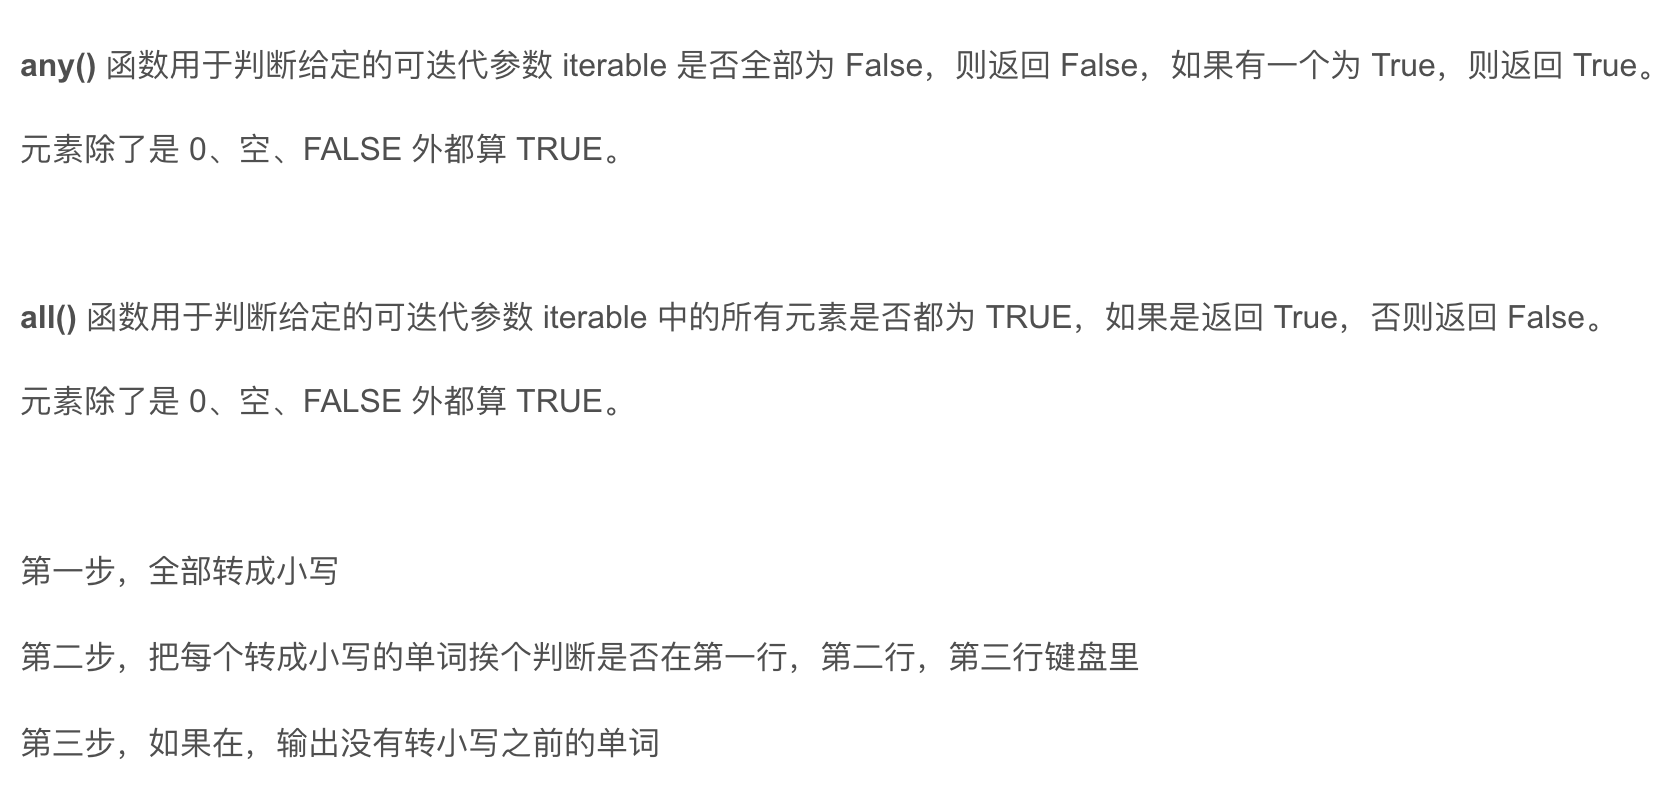 any() 函数用于判断给定的可迭代参数 iterable 是否全部为 False，则返回 False，如果有一个为 True，则返回 True。
元素除了是 0、空、FALSE 外都算 TRUE。
all() 函数用于判断给定的可迭代参数 iterable 中的所有元素是否都为 TRUE，如果是返回 True，否则返回 False。
元素除了是 0、空、FALSE 外都算 TRUE。
第一步，全部转成小写
第二步，把每个转成小写的单词挨个判断是否在第一行，第二行，第三行键盘里
第三步，如果在，输出没有转小写之前的单词